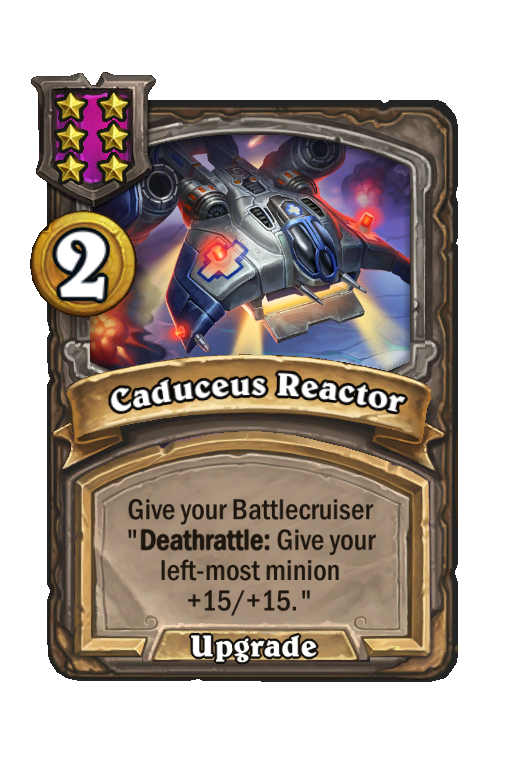 2
Caduceus Reactor
Give your Battlecruiser
"Deathrattle: Give your
left-most minion
+15/+15."
Upgrade